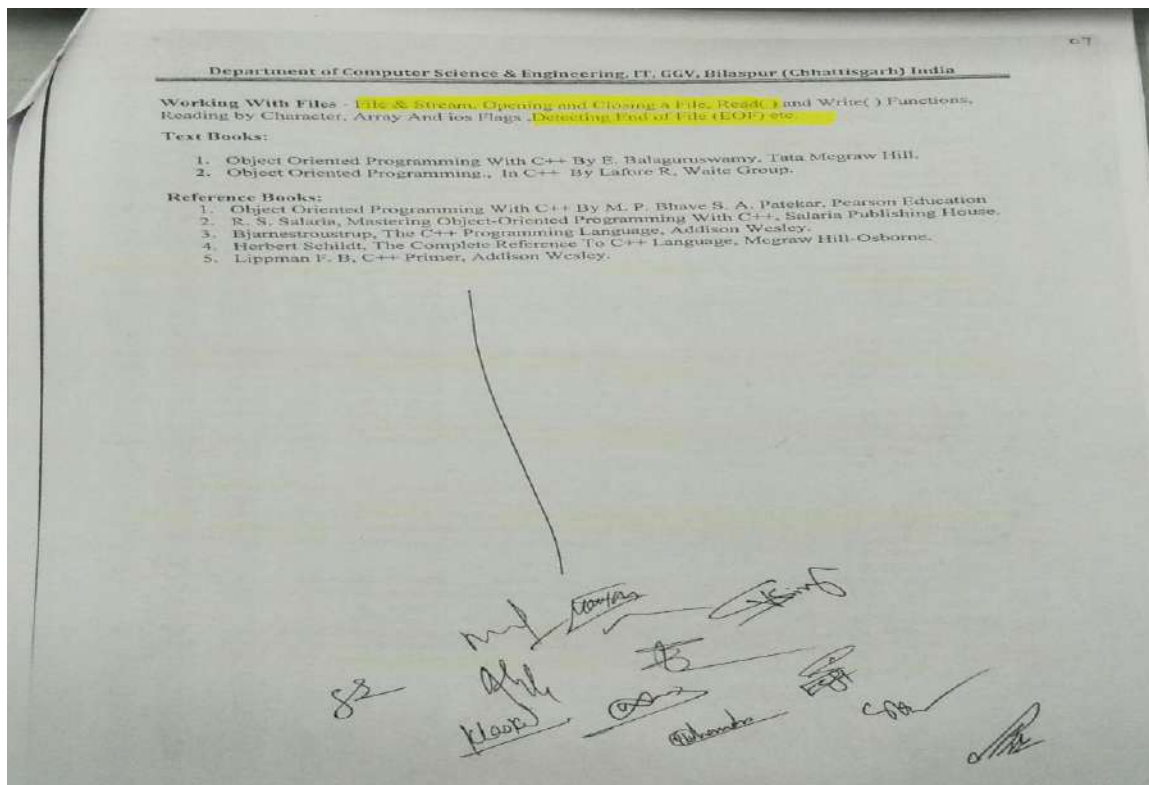 67
Department of Computer Science & Engineering, IT, GGV, Bilaspur (Chhattisgarh) India
Working With Files - File & Stream, Opening and Closing a File, Read( ) and Write( ) Functions,
Reading by Character, Array And ios Flags ,Detecting End of File (EOF) etc.
Text Books:
1. Object Oriented Programming With C++ By E. Balaguruswamy, Tata Mcgraw Hill.
2. Object Oriented Programming., In C++ By Lafore R, Waite Group.
Reference Books:
1. Object Oriented Programming With C++ By M. P. Bhave S. A. Patekar, Pearson Education
2. R. S. Salaria, Mastering Object-Oriented Programming With C++, Salaria Publishing House.
3. Bjarnestroustrup, The C++ Programming Language, Addison Wesley.
4. Herbert Schildt, The Complete Reference To C++ Language, Mcgraw Hill-Osborne.
5. Lippman F. B, C++ Primer, Addison Wesley.